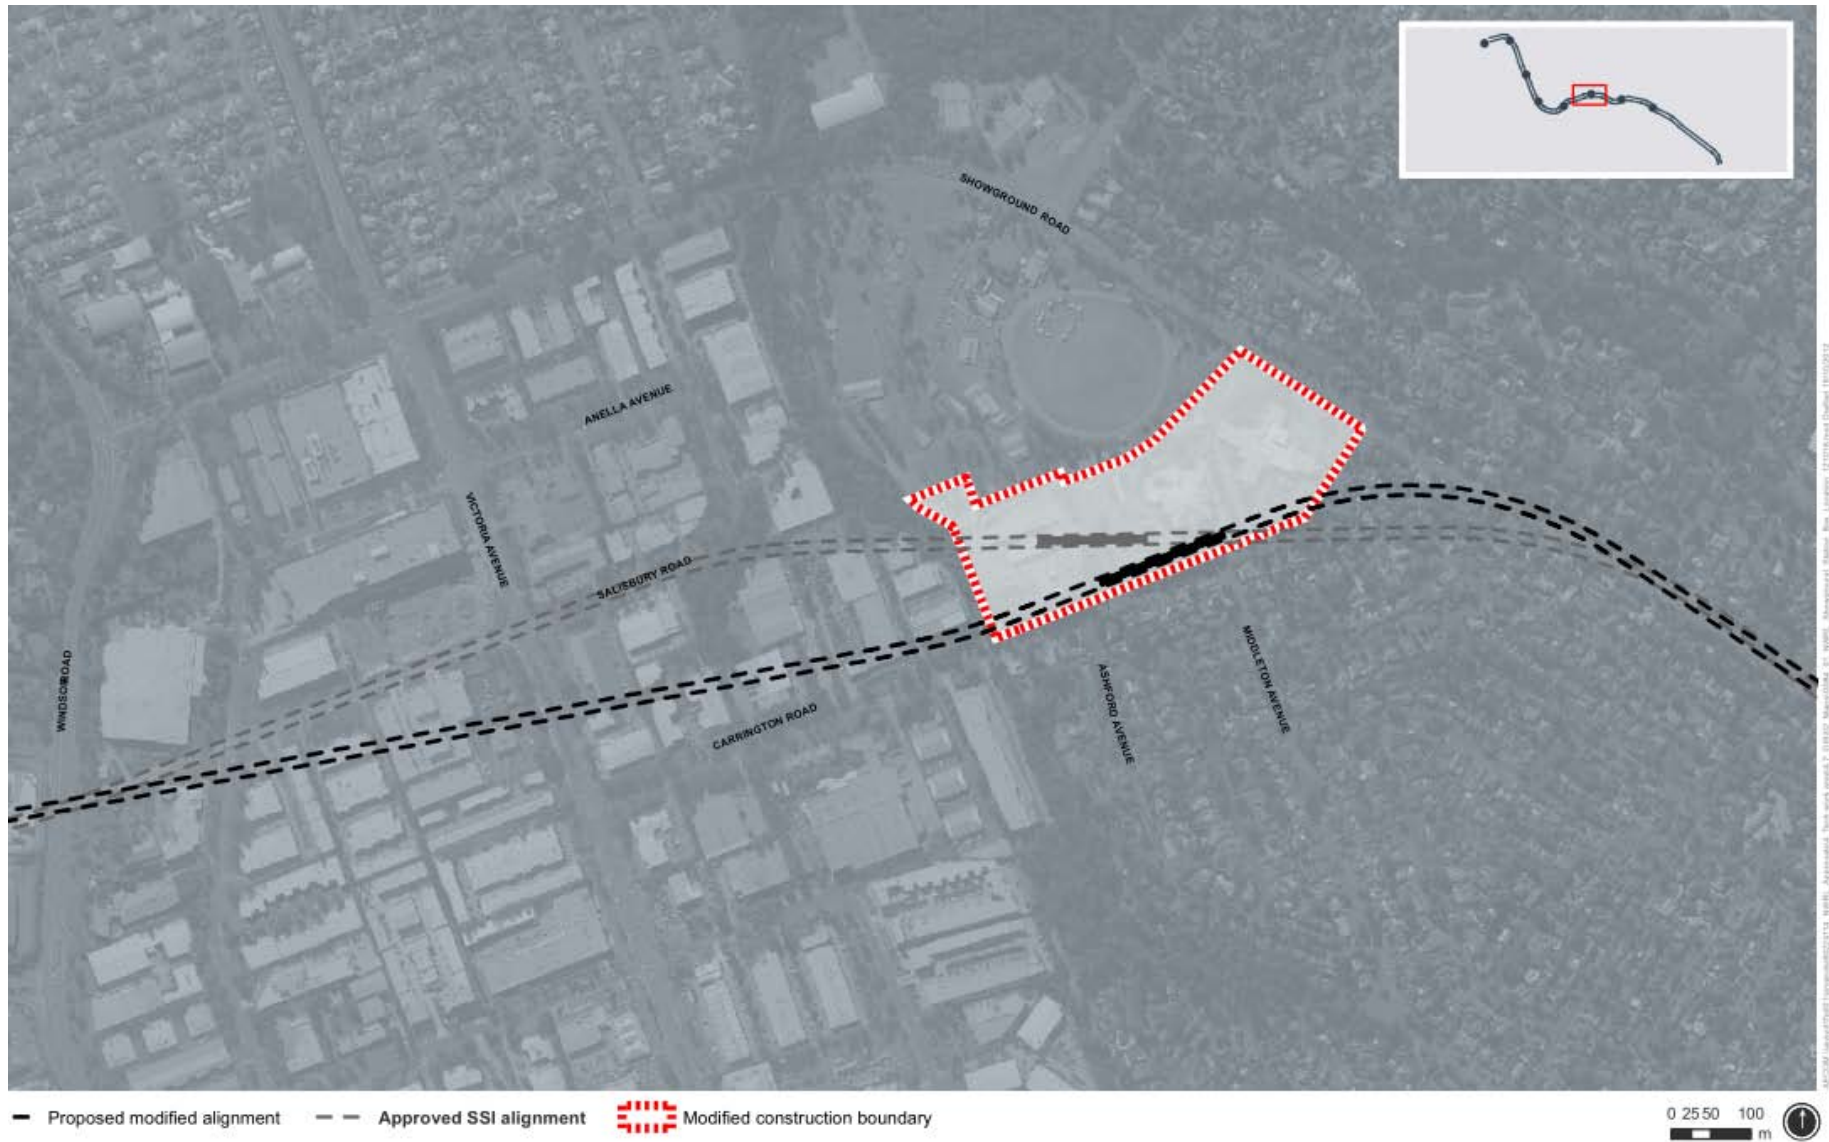 SHOWGROUND ROAD
ANELLA AVENUE
VICTORIA AVENUE
SALISBURY ROAD
WINDSOR ROAD
MIDDLETON AVENUE
ASHFORD AVENUE
CARRINGTON ROAD
Proposed modified alignment
Approved SSI alignment
Modified construction boundary
0 25 50 100
m